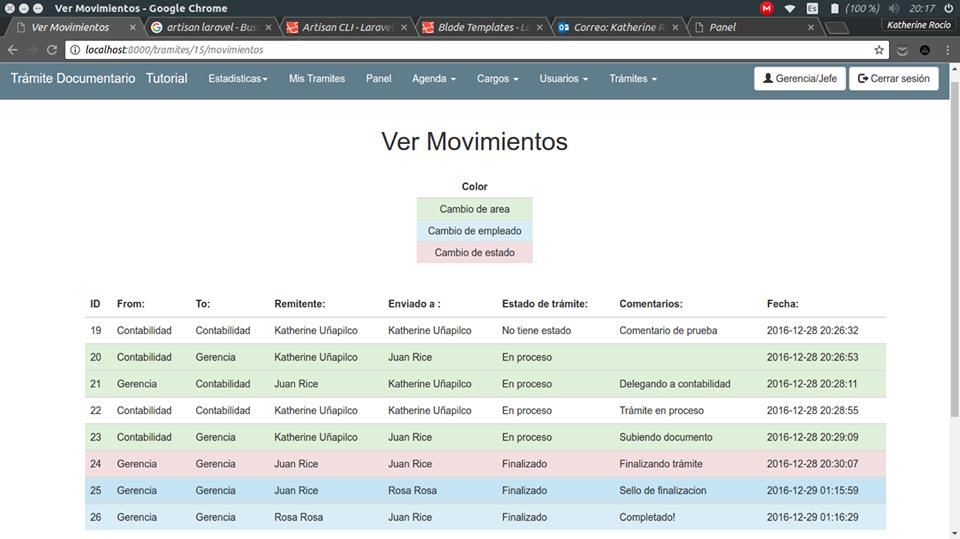 Ver Movimientos - Google Chrome
(100 %)
20:17
Es
Ver Movimientos
artisan laravel - Bus
Artisan CLI - Laravel
Blade Templates - La
Correo: Katherine R
Panel
Katherine Rocío
localhost:8000/tramites/15/movimientos
Trámite Documentario Tutorial Estadisticas Mis Tramites Panel Agenda Cargos Usuarios Trámites Gerencia/Jefe Cerrar sesión
Ver Movimientos
Color
Cambio de area
Cambio de empleado
Cambio de estado
ID From: To: Remitente: Enviado a : Estado de trámite: Comentarios: Fecha:
19 Contabilidad Contabilidad Katherine Uñapilco Katherine Uñapilco No tiene estado Comentario de prueba 2016-12-28 20:26:32
20 Contabilidad Gerencia Katherine Uñapilco Juan Rice En proceso 2016-12-28 20:26:53
21 Gerencia Contabilidad Juan Rice Katherine Uñapilco En proceso Delegando a contabilidad 2016-12-28 20:28:11
22 Contabilidad Contabilidad Katherine Uñapilco Katherine Uñapilco En proceso Trámite en proceso 2016-12-28 20:28:55
23 Contabilidad Gerencia Katherine Uñapilco Juan Rice En proceso Subiendo documento 2016-12-28 20:29:09
24 Gerencia Gerencia Juan Rice Juan Rice Finalizado Finalizando trámite 2016-12-28 20:30:07
25 Gerencia Gerencia Juan Rice Rosa Rosa Finalizado Sello de finalizacion 2016-12-29 01:15:59
26 Gerencia Gerencia Rosa Rosa Juan Rice Finalizado Completado! 2016-12-29 01:16:29